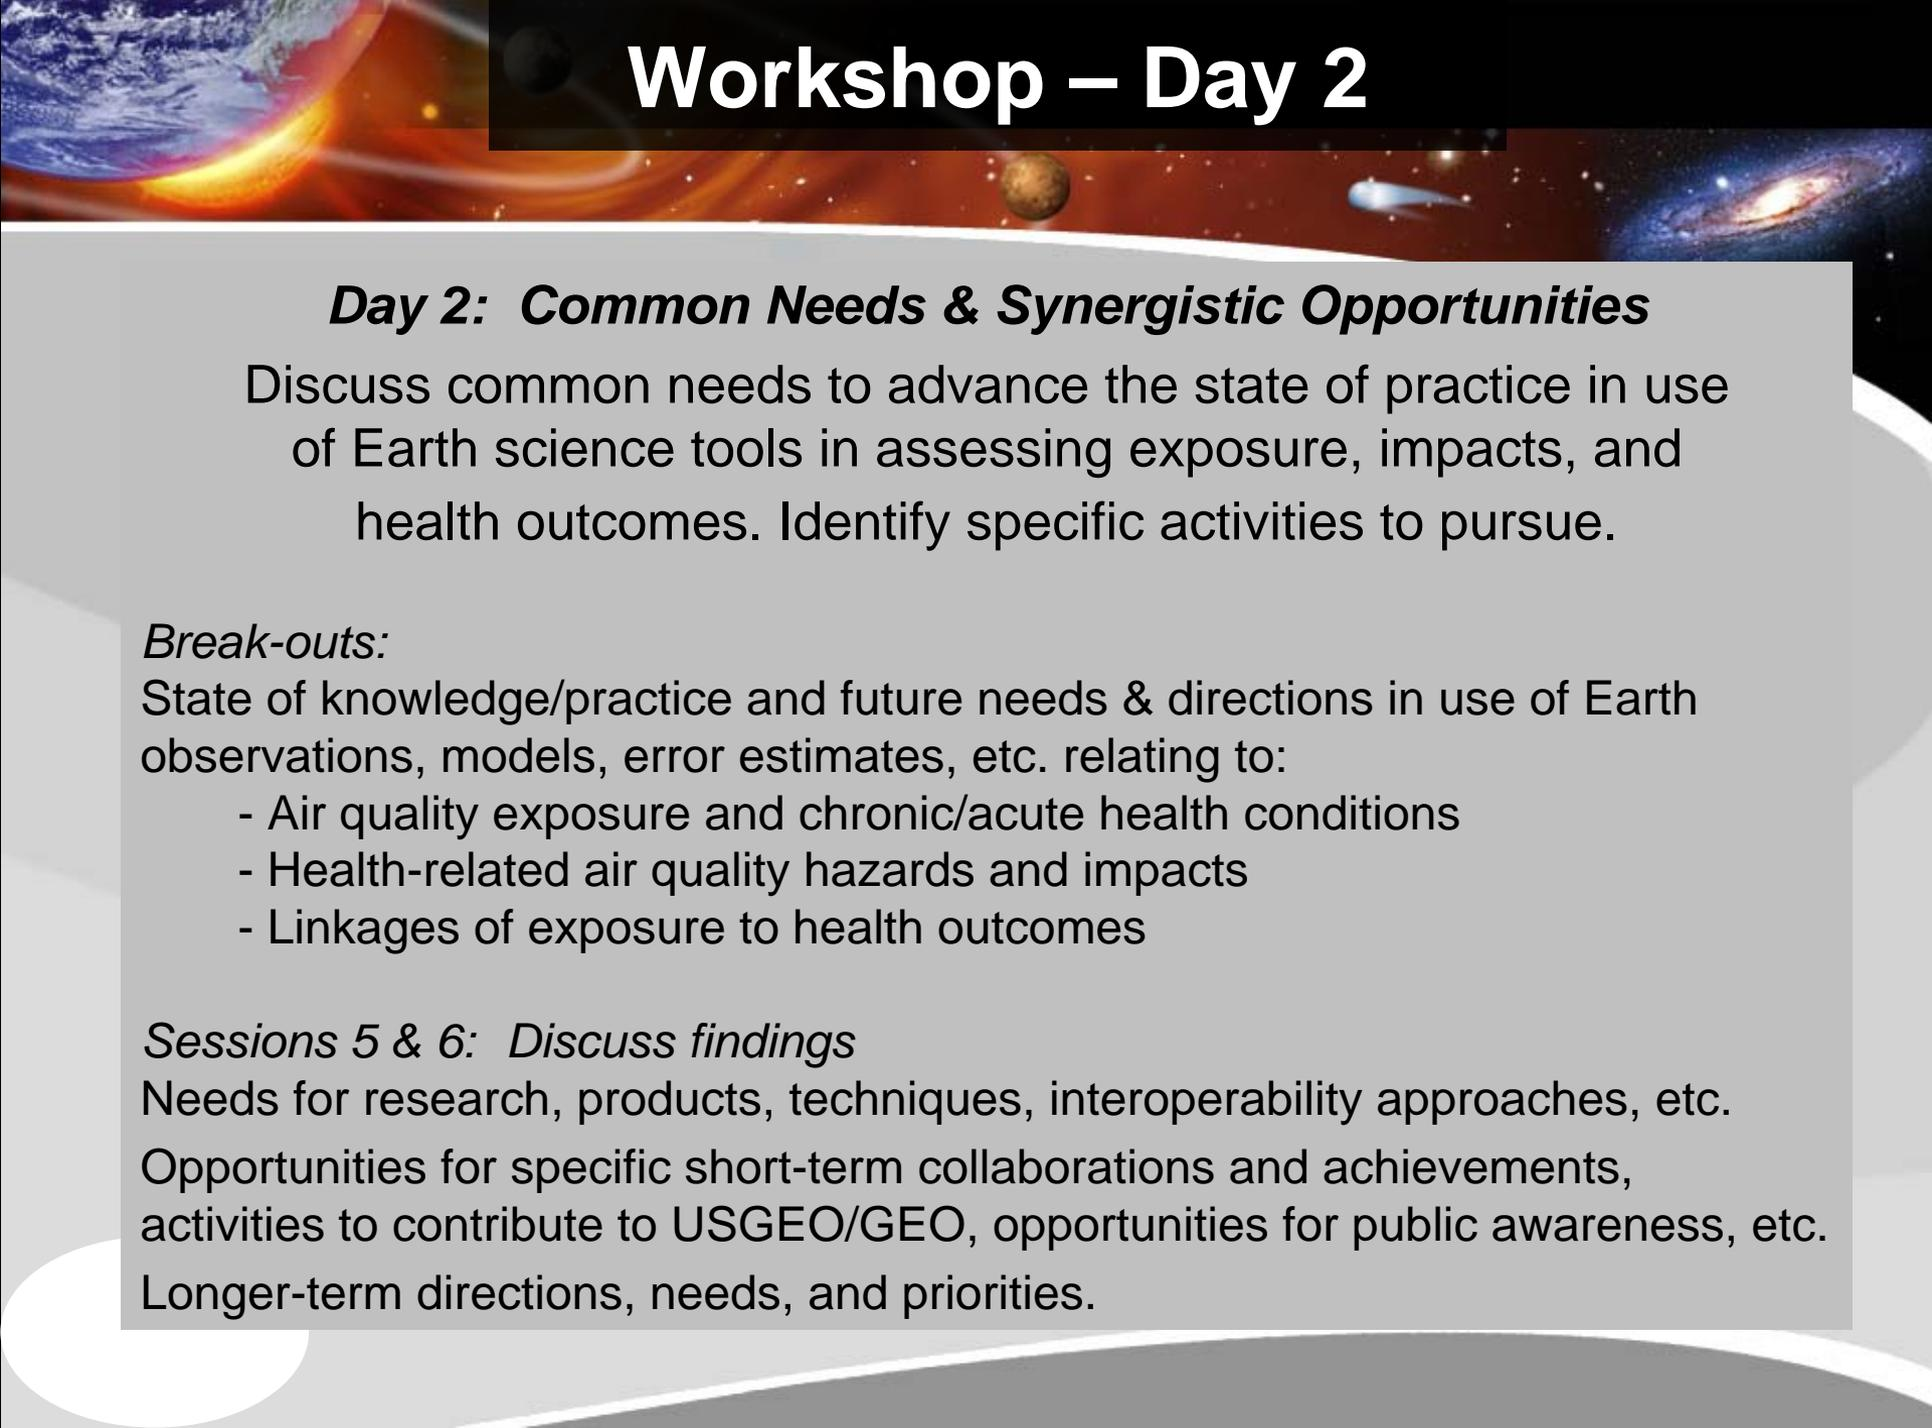 Workshop – Day 2
Day 2:  Common Needs & Synergistic Opportunities
Discuss common needs to advance the state of practice in use
of Earth science tools in assessing exposure, impacts, and
health outcomes. Identify specific activities to pursue.
Break-outs:
State of knowledge/practice and future needs & directions in use of Earth
observations, models, error estimates, etc. relating to:
- Air quality exposure and chronic/acute health conditions
- Health-related air quality hazards and impacts
- Linkages of exposure to health outcomes
Sessions 5 & 6:  Discuss findings
Needs for research, products, techniques, interoperability approaches, etc.
Opportunities for specific short-term collaborations and achievements,
activities to contribute to USGEO/GEO, opportunities for public awareness, etc.
Longer-term directions, needs, and priorities.